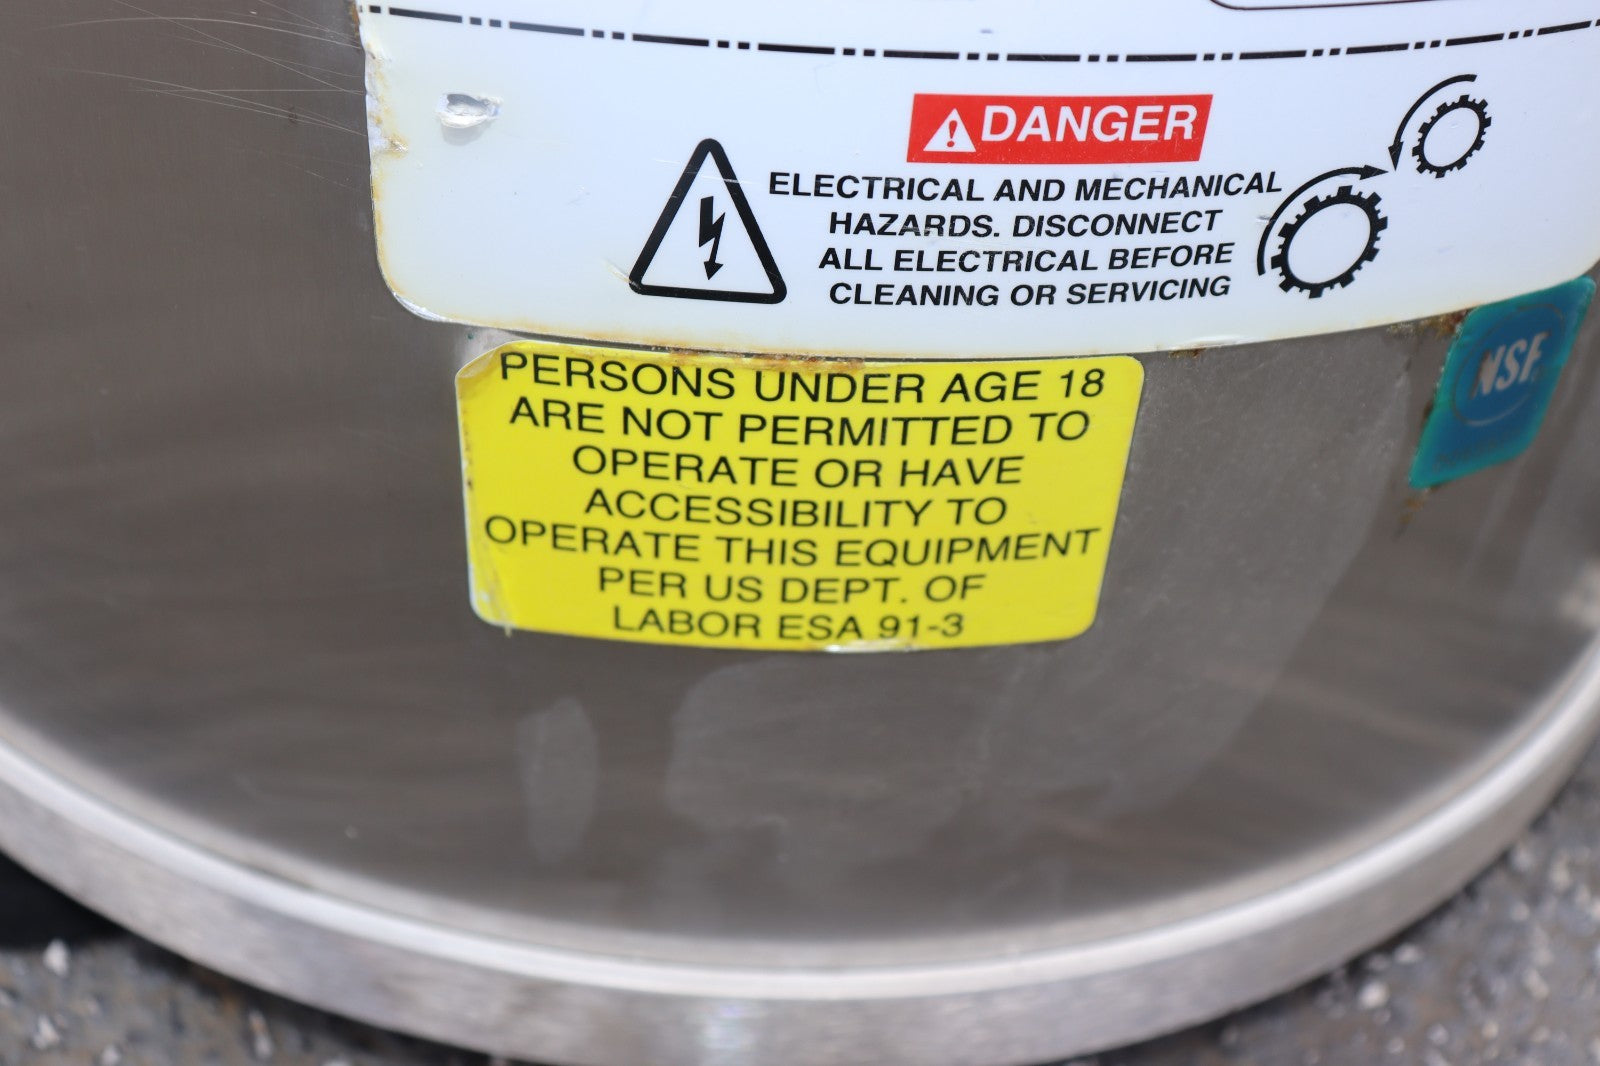 DANGER
ELECTRICAL AND MECHANICAL
HAZARDS. DISCONNECT
ALL ELECTRICAL BEFORE
CLEANING OR SERVICING
NSF
PERSONS UNDER AGE 18
ARE NOT PERMITTED TO
OPERATE OR HAVE
ACCESSIBILITY TO
OPERATE THIS EQUIPMENT
PER US DEPT. OF
LABOR ESA 91-3